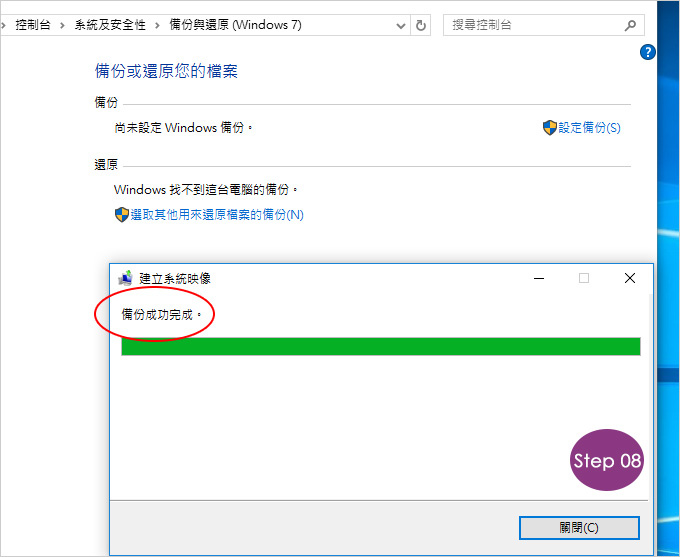 控制台 系統及安全性 備份與還原 (Windows 7)
搜尋控制台
?
備份或還原您的檔案
備份
尚未設定 Windows 備份。
設定備份(S)
還原
Windows 找不到這台電腦的備份。
選取其他用來還原檔案的備份(N)
建立系統映像
備份成功完成。
Step 08
關閉(C)